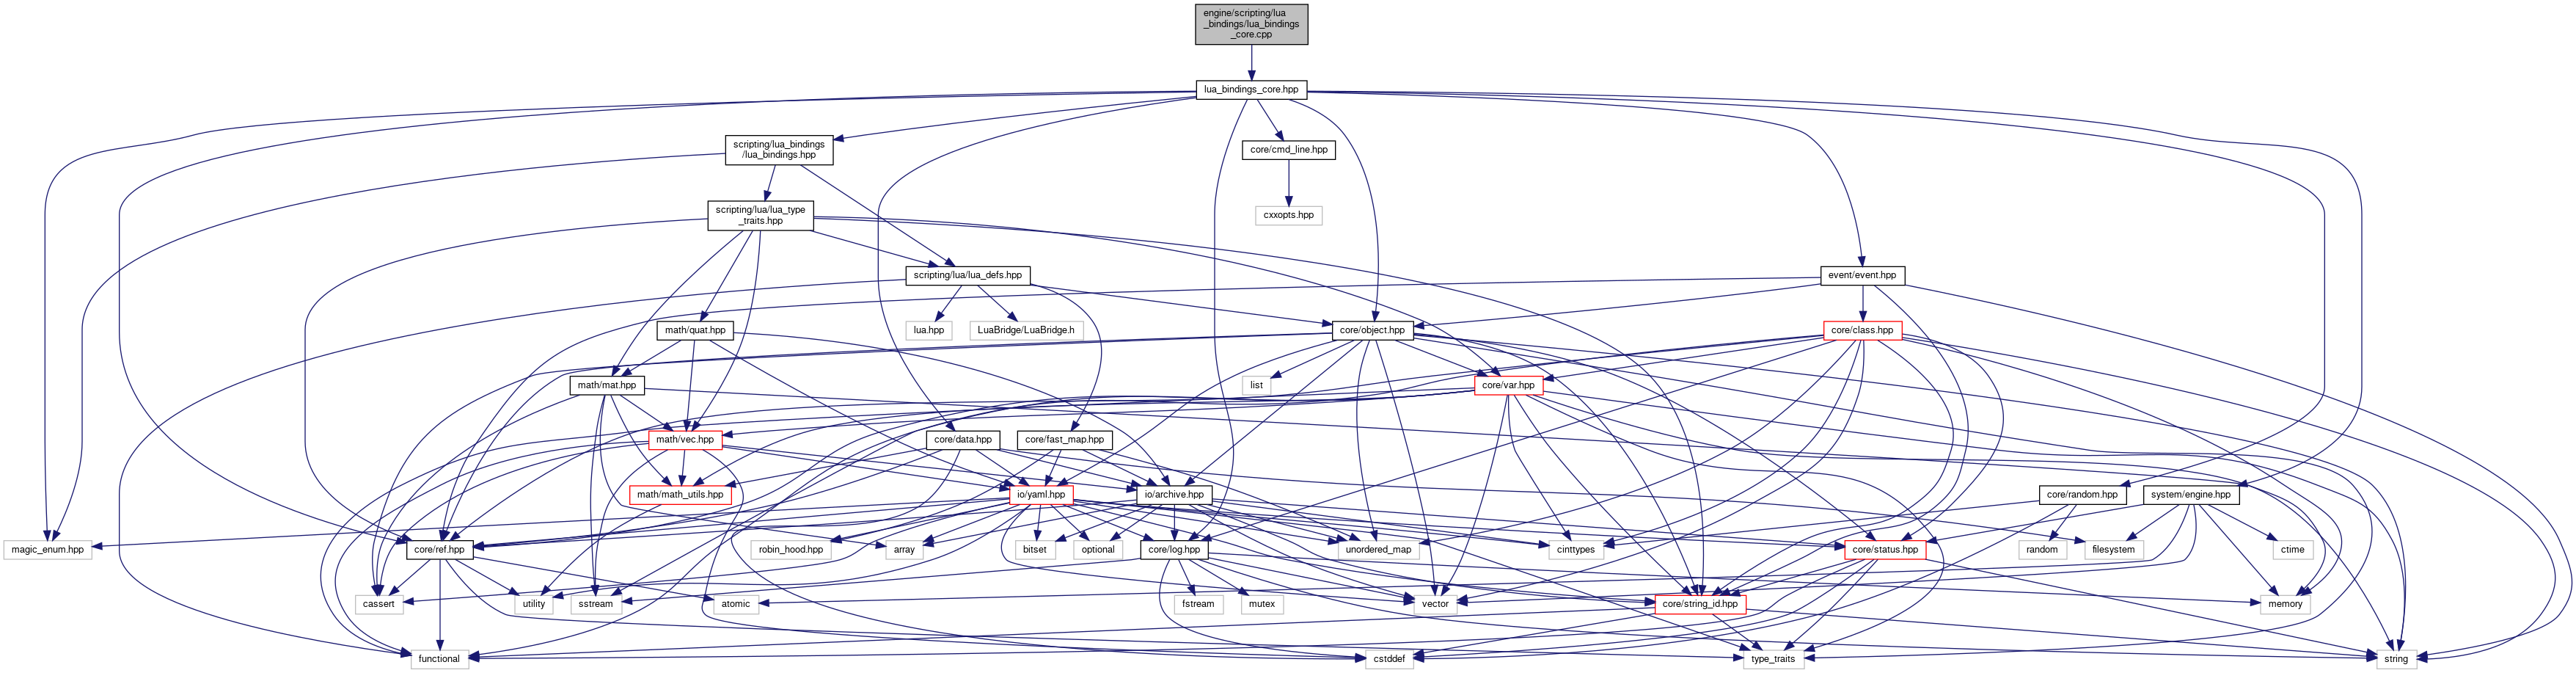 engine/scripting/lua
_bindings/lua_bindings
_core.cpp
lua_bindings_core.hpp
scripting/lua_bindings
/lua_bindings.hpp
core/cmd_line.hpp
scripting/lua/lua_type
_traits.hpp
cxxopts.hpp
scripting/lua/lua_defs.hpp
event/event.hpp
math/quat.hpp
lua.hpp
LuaBridge/LuaBridge.h
core/object.hpp
core/class.hpp
math/mat.hpp
list
core/var.hpp
math/vec.hpp
core/data.hpp
core/fast_map.hpp
math/math_utils.hpp
io/yaml.hpp
io/archive.hpp
core/random.hpp
system/engine.hpp
magic_enum.hpp
core/ref.hpp
robin_hood.hpp
array
bitset
optional
core/log.hpp
unordered_map
cinttypes
core/status.hpp
random
filesystem
ctime
cassert
utility
sstream
atomic
fstream
mutex
vector
core/string_id.hpp
memory
functional
cstddef
type_traits
string